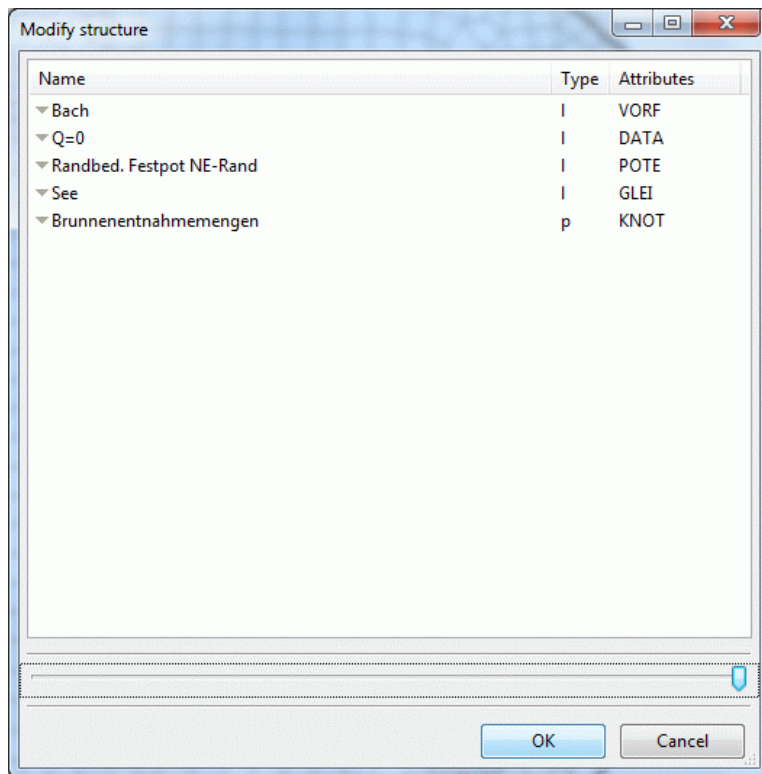 Modify structure
Name Type Attributes
Bach l VORF
Q=0 l DATA
Randbed. Festpot NE-Rand l POTE
See l GLEI
Brunnenentnahmemengen p KNOT
OK Cancel